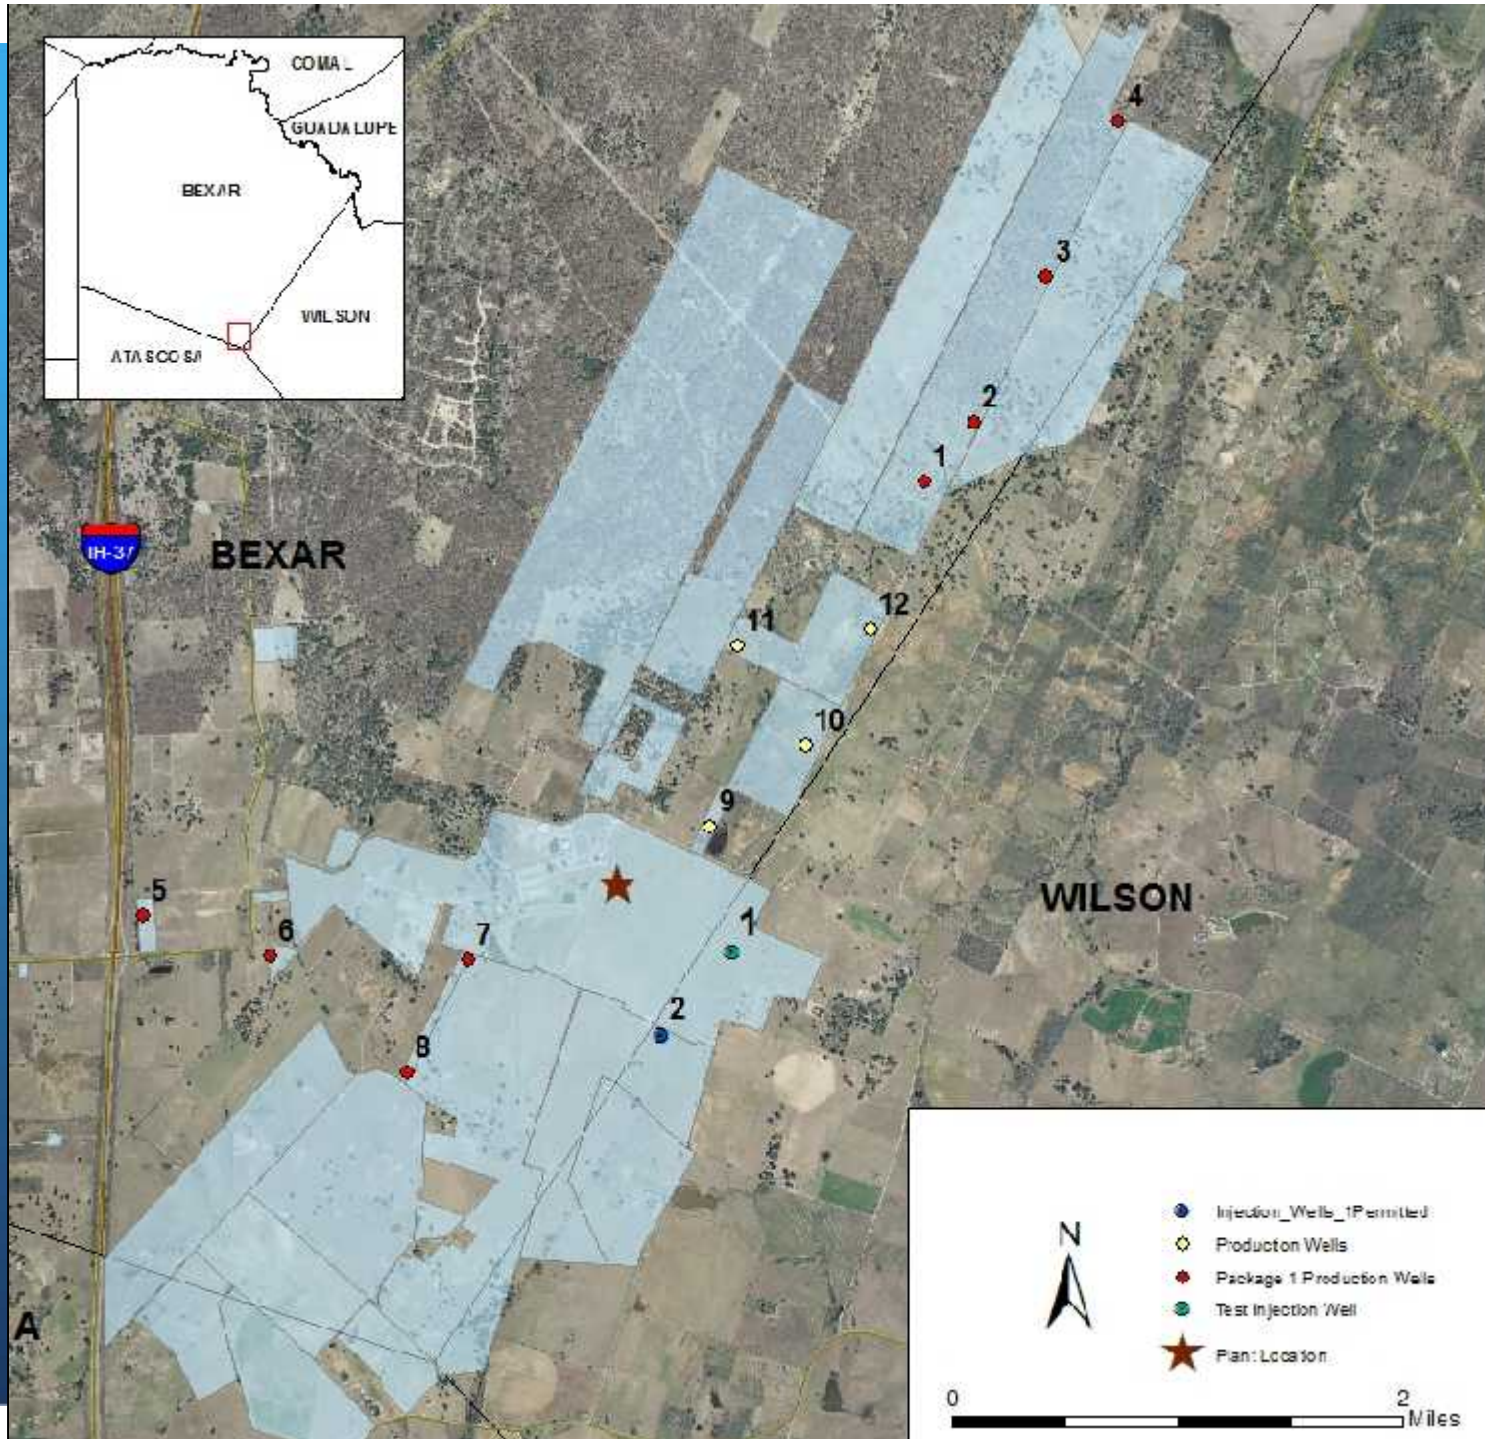 COMAL
GUADALUPE
BEXAR
WILSON
ATASCOSA
4
3
2
1
IH-37
BEXAR
12
11
10
9
5
6
7
1
WILSON
2
8
A
N
Injection_Wells_1Permitted
Production Wells
Package 1 Production Wells
Test Injection Well
Plant Location
0 2
Miles